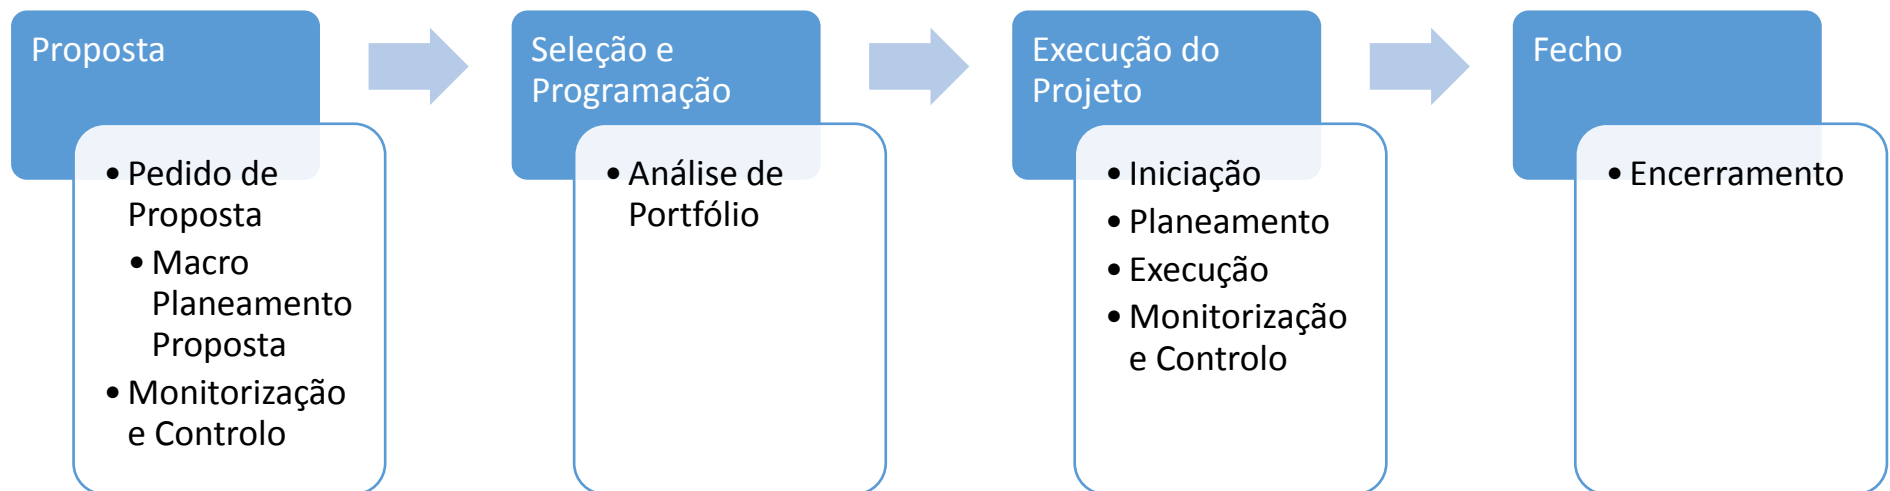 Proposta
• Pedido de
Proposta
• Macro
Planeamento
Proposta
• Monitorização
e Controlo
Seleção e
Programação
• Análise de
Portfólio
Execução do
Projeto
• Iniciação
• Planeamento
• Execução
• Monitorização
e Controlo
Fecho
• Encerramento